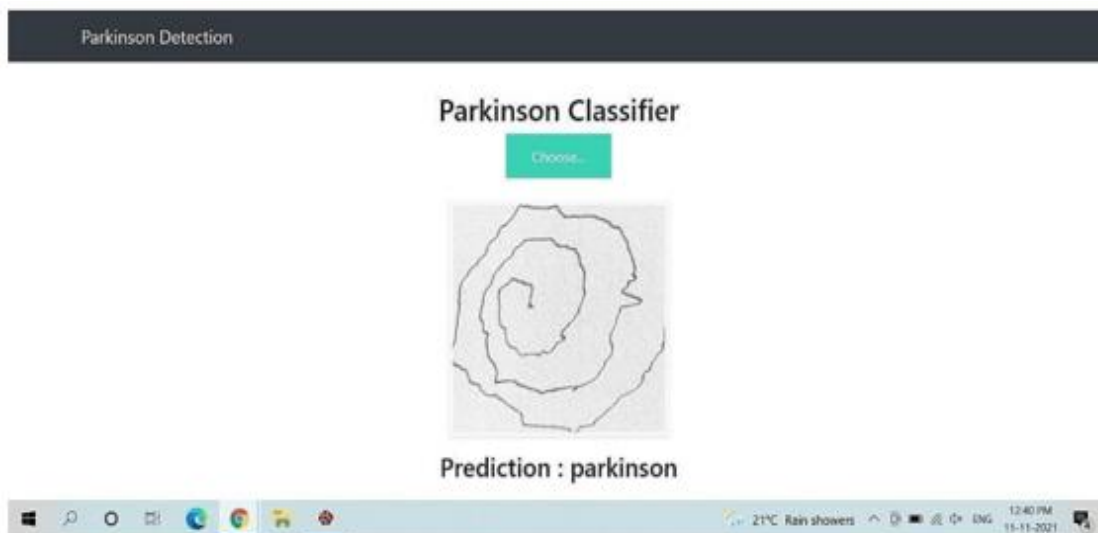 Parkinson Detection
Parkinson Classifier
Choose...
Prediction : parkinson
21°C Rain showers
ENG
12:40 PM
11-11-2021